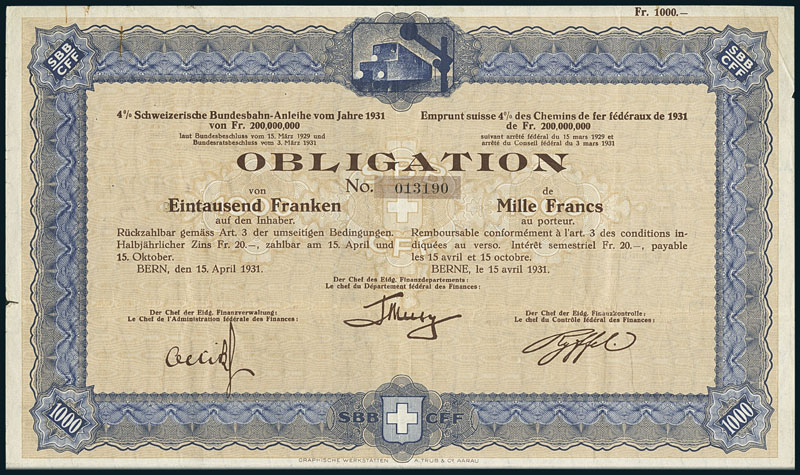 Fr. 1000.–
SBB
CFF
SBB
CFF
4% Schweizerische Bundesbahn-Anleihe vom Jahre 1931
von Fr. 200,000,000
laut Bundesbeschluss vom 15. März 1929 und
Bundesratsbeschluss vom 3. März 1931
Emprunt suisse 4% des Chemins de fer fédéraux de 1931
de Fr. 200,000,000
suivant arrêté fédéral du 15 mars 1929 et
arrêté du Conseil fédéral du 3 mars 1931
OBLIGATION
No. 013190
von
Eintausend Franken
auf den Inhaber.
Rückzahlbar gemäss Art. 3 der umseitigen Bedingungen.
Halbjährlicher Zins Fr. 20.–, zahlbar am 15. April und
15. Oktober.
BERN, den 15. April 1931.
de
Mille Francs
au porteur.
Remboursable conformément à l'art. 3 des conditions in-
diquées au verso. Intérêt semestriel Fr. 20.–, payable
les 15 avril et 15 octobre.
BERNE, le 15 avril 1931.
Der Chef des Eidg. Finanzdepartements:
Le chef du Département fédéral des Finances:
Der Chef der Eidg. Finanzverwaltung:
Le Chef de l'Administration fédérale des Finances:
Der Chef der Eidg. Finanzkontrolle:
Le chef du Contrôle fédéral des Finances:
1000
SBB CFF
1000
GRAPHISCHE WERKSTÄTTEN A. TRÜB & Cie AARAU